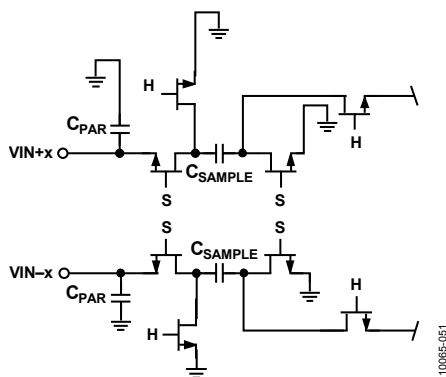 H
C_PAR
H
VIN+x
C_SAMPLE
S
S
S
S
C_SAMPLE
VIN–x
H
C_PAR
H
10065-051